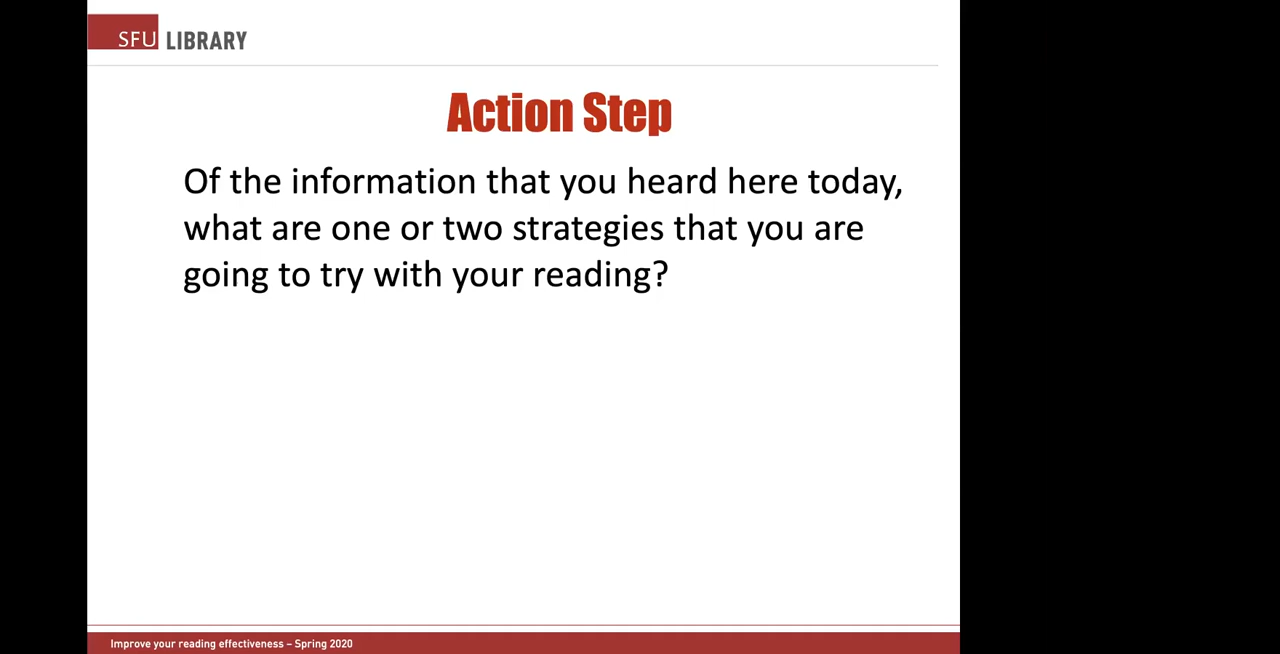 SFU LIBRARY
Action Step
Of the information that you heard here today,
what are one or two strategies that you are
going to try with your reading?
Improve your reading effectiveness – Spring 2020